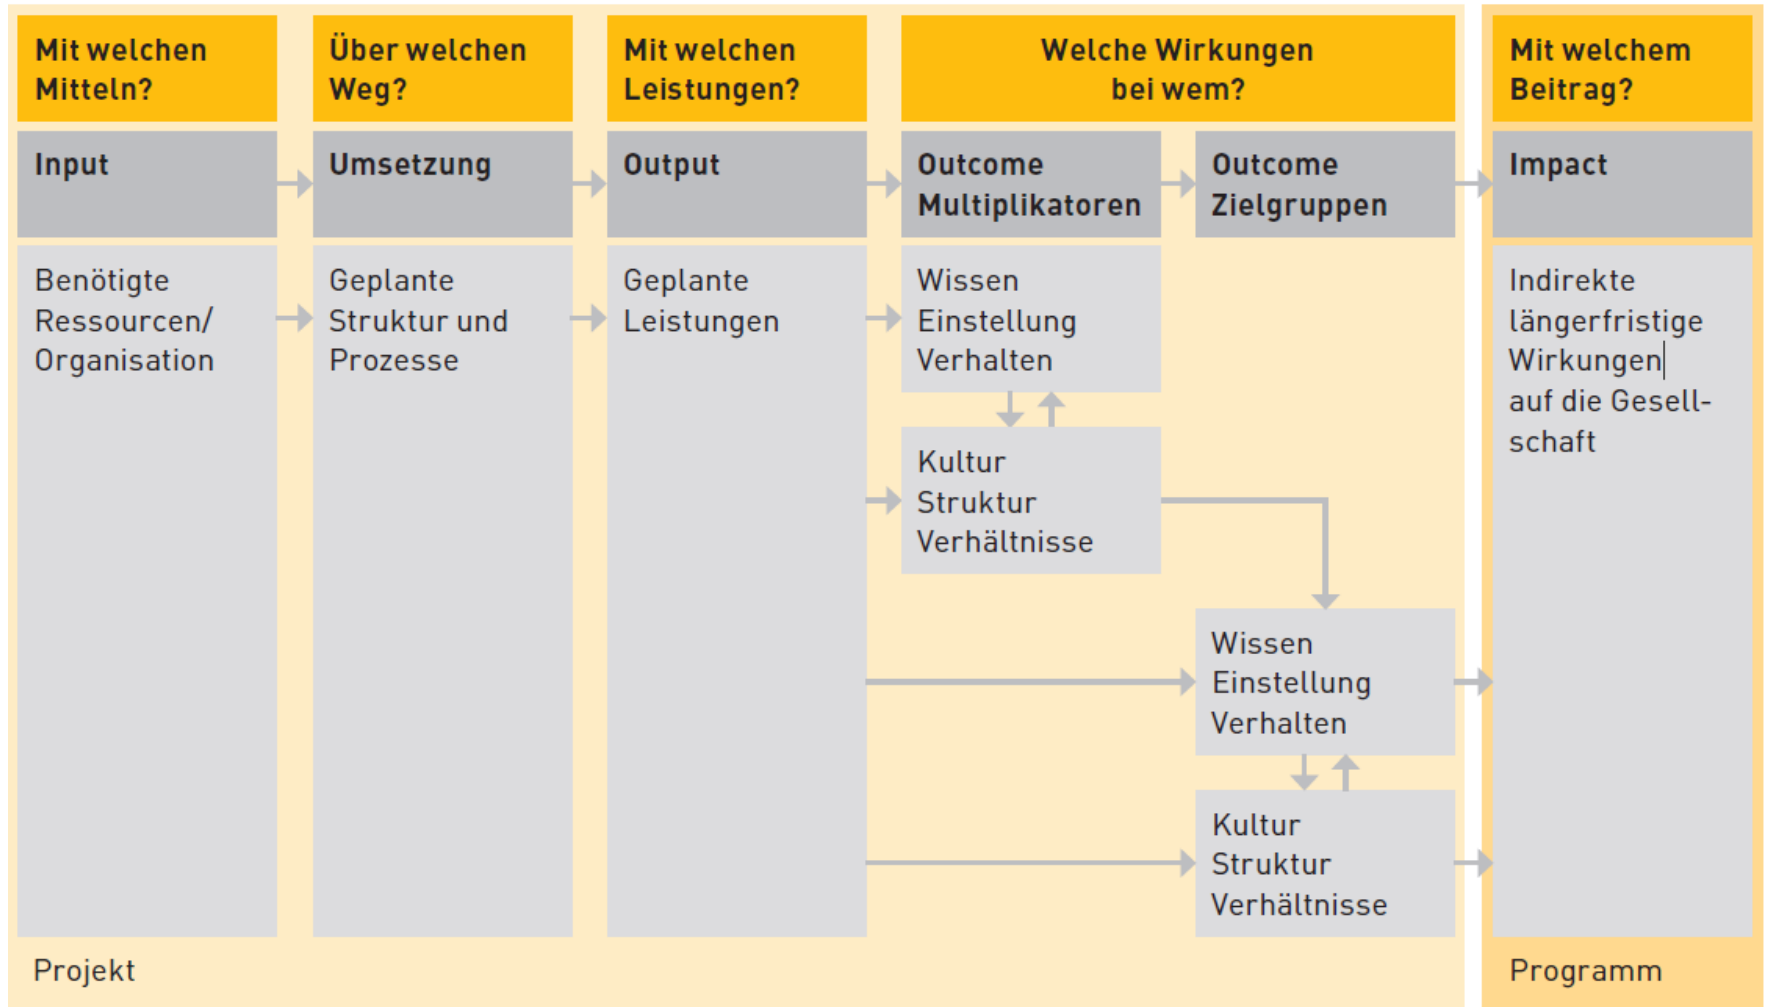 Mit welchen
Mitteln?
Über welchen
Weg?
Mit welchen
Leistungen?
Welche Wirkungen
bei wem?
Mit welchem
Beitrag?
Input
Umsetzung
Output
Outcome
Multiplikatoren
Outcome
Zielgruppen
Impact
Benötigte
Ressourcen/
Organisation
Geplante
Struktur und
Prozesse
Geplante
Leistungen
Wissen
Einstellung
Verhalten
Kultur
Struktur
Verhältnisse
Wissen
Einstellung
Verhalten
Kultur
Struktur
Verhältnisse
Indirekte
längerfristige
Wirkungen
auf die Gesell-
schaft
Projekt
Programm